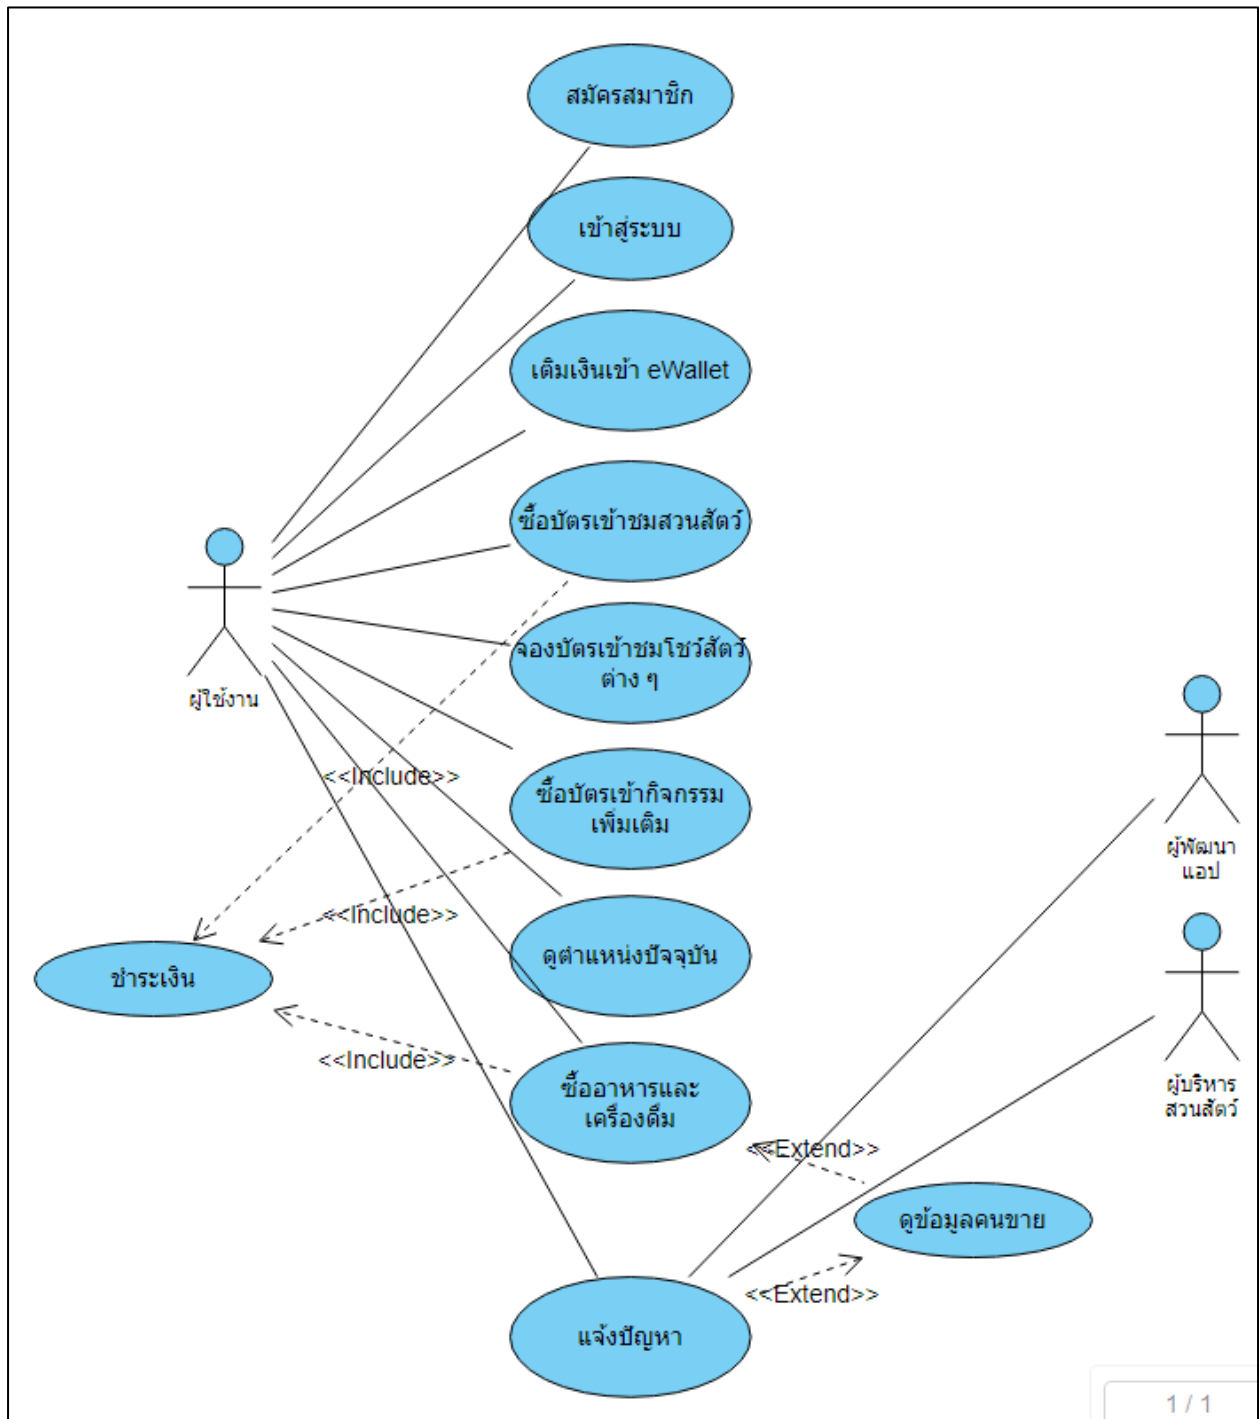 สมัครสมาชิก
เข้าสู่ระบบ
เติมเงินเข้า eWallet
ซื้อบัตรเข้าชมสวนสัตว์
จองบัตรเข้าชมโชว์สัตว์
ต่าง ๆ
ผู้ใช้งาน
<<Include>>
ซื้อบัตรเข้ากิจกรรม
เพิ่มเติม
ผู้พัฒนา
แอป
<<Include>>
ดูตำแหน่งปัจจุบัน
ชำระเงิน
<<Include>>
ซื้ออาหารและ
เครื่องดื่ม
ผู้บริหาร
สวนสัตว์
<<Extend>>
ดูข้อมูลคนขาย
<<Extend>>
แจ้งปัญหา
1 / 1